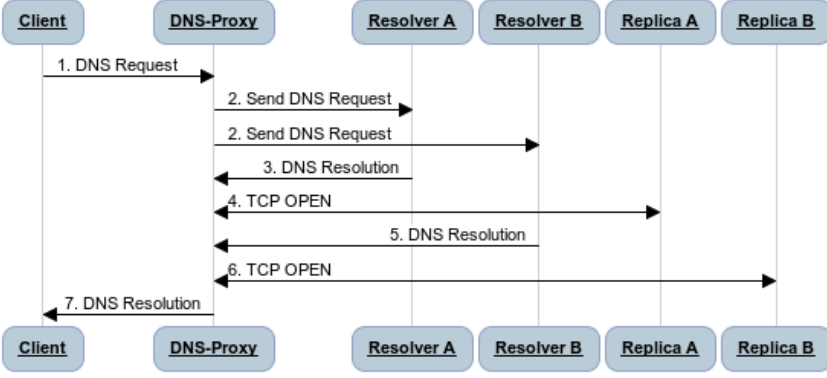 Client DNS-Proxy Resolver A Resolver B Replica A Replica B
1. DNS Request
2. Send DNS Request
2. Send DNS Request
3. DNS Resolution
4. TCP OPEN
5. DNS Resolution
6. TCP OPEN
7. DNS Resolution
Client DNS-Proxy Resolver A Resolver B Replica A Replica B